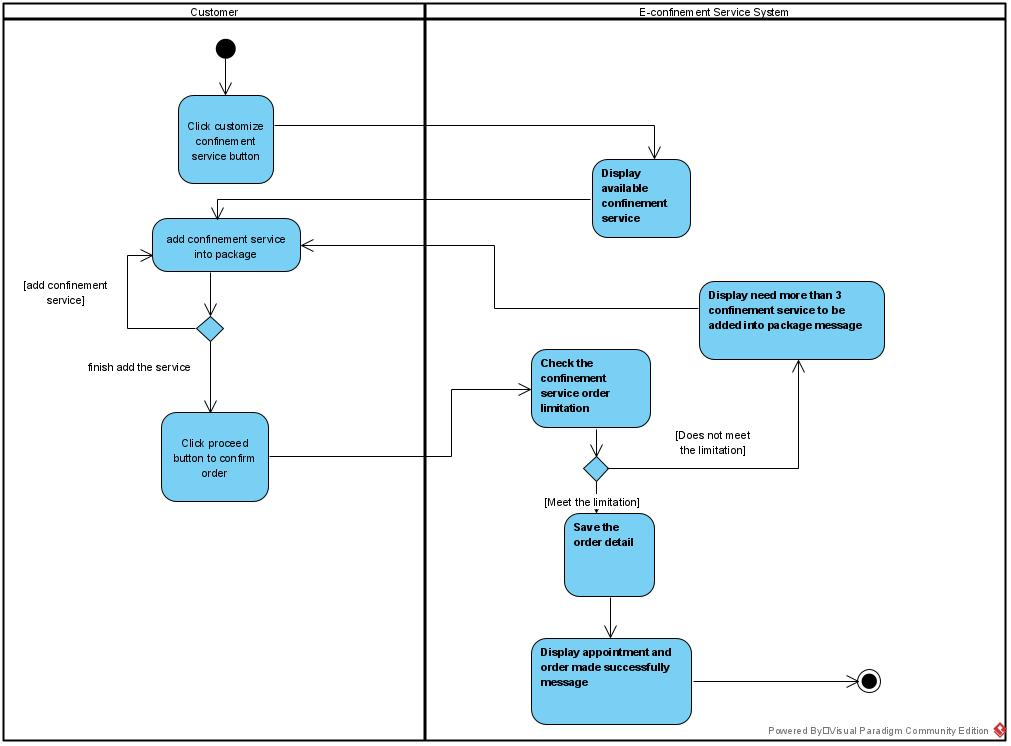 Customer
E-confinement Service System
Click customize
confinement
service button
Display
available
confinement
service
add confinement service
into package
[add confinement
service]
Display need more than 3
confinement service to be
added into package message
finish add the service
Check the
confinement
service order
limitation
Click proceed
button to confirm
order
[Does not meet
the limitation]
[Meet the limitation]
Save the
order detail
Display appointment and
order made successfully
message
Powered By□Visual Paradigm Community Edition